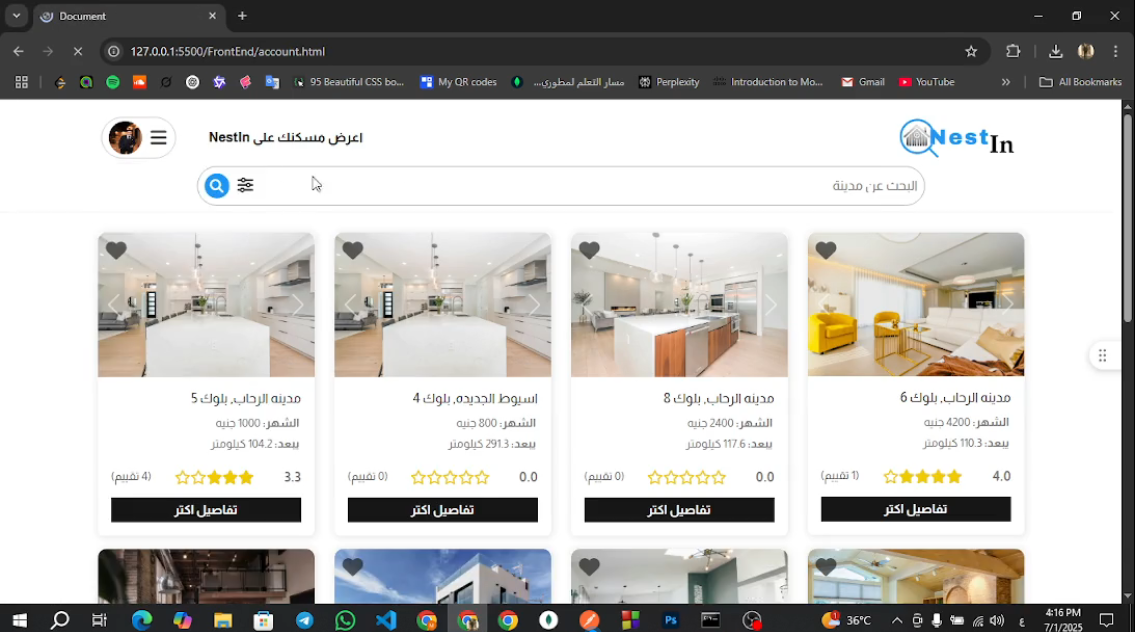 Document
127.0.0.1:5500/FrontEnd/account.html
95 Beautiful CSS bo...
My QR codes
مسار التعلم لمطوري...
Perplexity
Introduction to Mo...
Gmail
YouTube
All Bookmarks
اعرض مسكنك على NestIn
NestIn
البحث عن مدينة
مدينه الرحاب, بلوك 6
الشهر: 4200 جنيه
يبعد: 110.3 كيلومتر
4.0 (1 تقييم)
تفاصيل اكتر
مدينه الرحاب, بلوك 8
الشهر: 2400 جنيه
يبعد: 117.6 كيلومتر
0.0 (0 تقييم)
تفاصيل اكتر
اسيوط الجديده, بلوك 4
الشهر: 800 جنيه
يبعد: 291.3 كيلومتر
0.0 (0 تقييم)
تفاصيل اكتر
مدينه الرحاب, بلوك 5
الشهر: 1000 جنيه
يبعد: 104.2 كيلومتر
3.3 (4 تقييم)
تفاصيل اكتر
Ps
36°C
ع
4:16 PM
7/1/2025